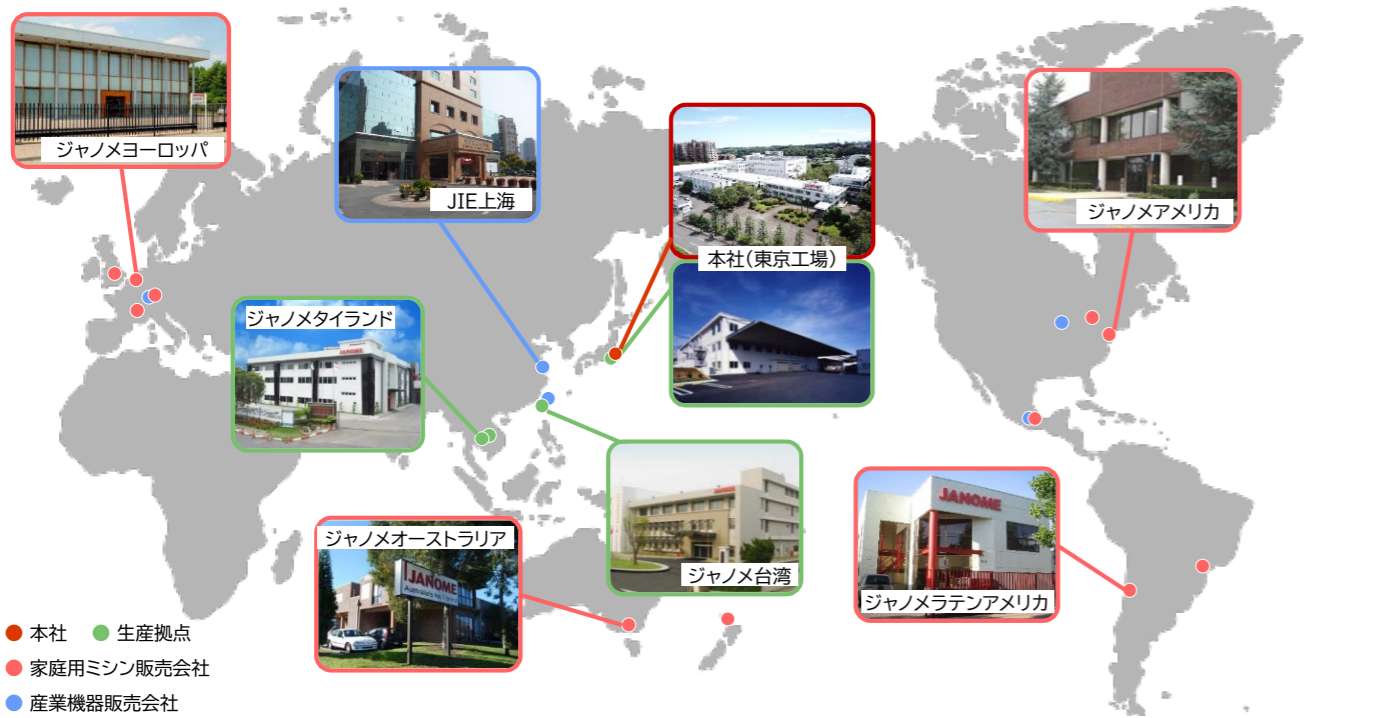 ジャノメヨーロッパ
JIE上海
本社(東京工場)
ジャノメアメリカ
ジャノメタイランド
JANOME
ジャノメオーストラリア
JANOME
ジャノメ台湾
JANOME
ジャノメラテンアメリカ
本社
生産拠点
家庭用ミシン販売会社
産業機器販売会社